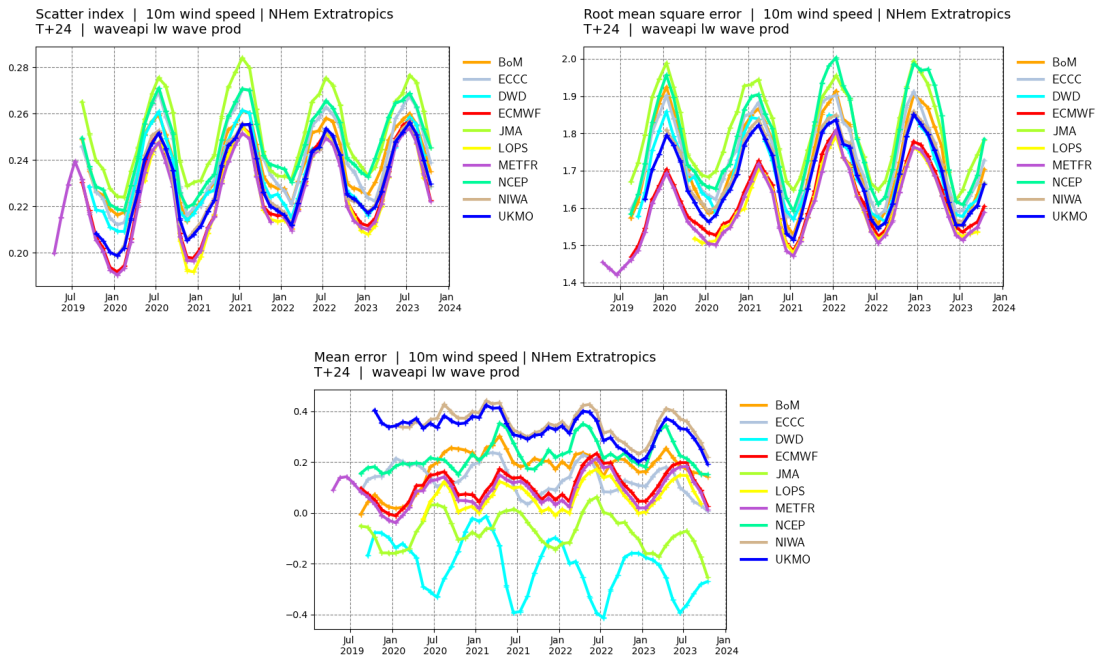 Scatter index | 10m wind speed | NHem Extratropics
T+24 | waveapi lw wave prod
0.28
0.26
0.24
0.22
0.20
Jul 2019
Jan 2020
Jul 2020
Jan 2021
Jul 2021
Jan 2022
Jul 2022
Jan 2023
Jul 2023
Jan 2024
BoM
ECCC
DWD
ECMWF
JMA
LOPS
METFR
NCEP
NIWA
UKMO
Root mean square error | 10m wind speed | NHem Extratropics
T+24 | waveapi lw wave prod
2.0
1.9
1.8
1.7
1.6
1.5
1.4
Jul 2019
Jan 2020
Jul 2020
Jan 2021
Jul 2021
Jan 2022
Jul 2022
Jan 2023
Jul 2023
Jan 2024
BoM
ECCC
DWD
ECMWF
JMA
LOPS
METFR
NCEP
NIWA
UKMO
Mean error | 10m wind speed | NHem Extratropics
T+24 | waveapi lw wave prod
0.4
0.2
0.0
−0.2
−0.4
Jul 2019
Jan 2020
Jul 2020
Jan 2021
Jul 2021
Jan 2022
Jul 2022
Jan 2023
Jul 2023
Jan 2024
BoM
ECCC
DWD
ECMWF
JMA
LOPS
METFR
NCEP
NIWA
UKMO